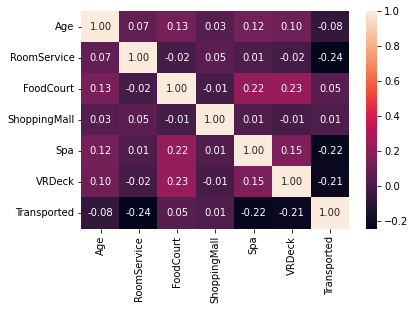 Age 1.00 0.07 0.13 0.03 0.12 0.10 -0.08
RoomService 0.07 1.00 -0.02 0.05 0.01 -0.02 -0.24
FoodCourt 0.13 -0.02 1.00 -0.01 0.22 0.23 0.05
ShoppingMall 0.03 0.05 -0.01 1.00 0.01 -0.01 0.01
Spa 0.12 0.01 0.22 0.01 1.00 0.15 -0.22
VRDeck 0.10 -0.02 0.23 -0.01 0.15 1.00 -0.21
Transported -0.08 -0.24 0.05 0.01 -0.22 -0.21 1.00
Age
RoomService
FoodCourt
ShoppingMall
Spa
VRDeck
Transported
1.0
0.8
0.6
0.4
0.2
0.0
−0.2